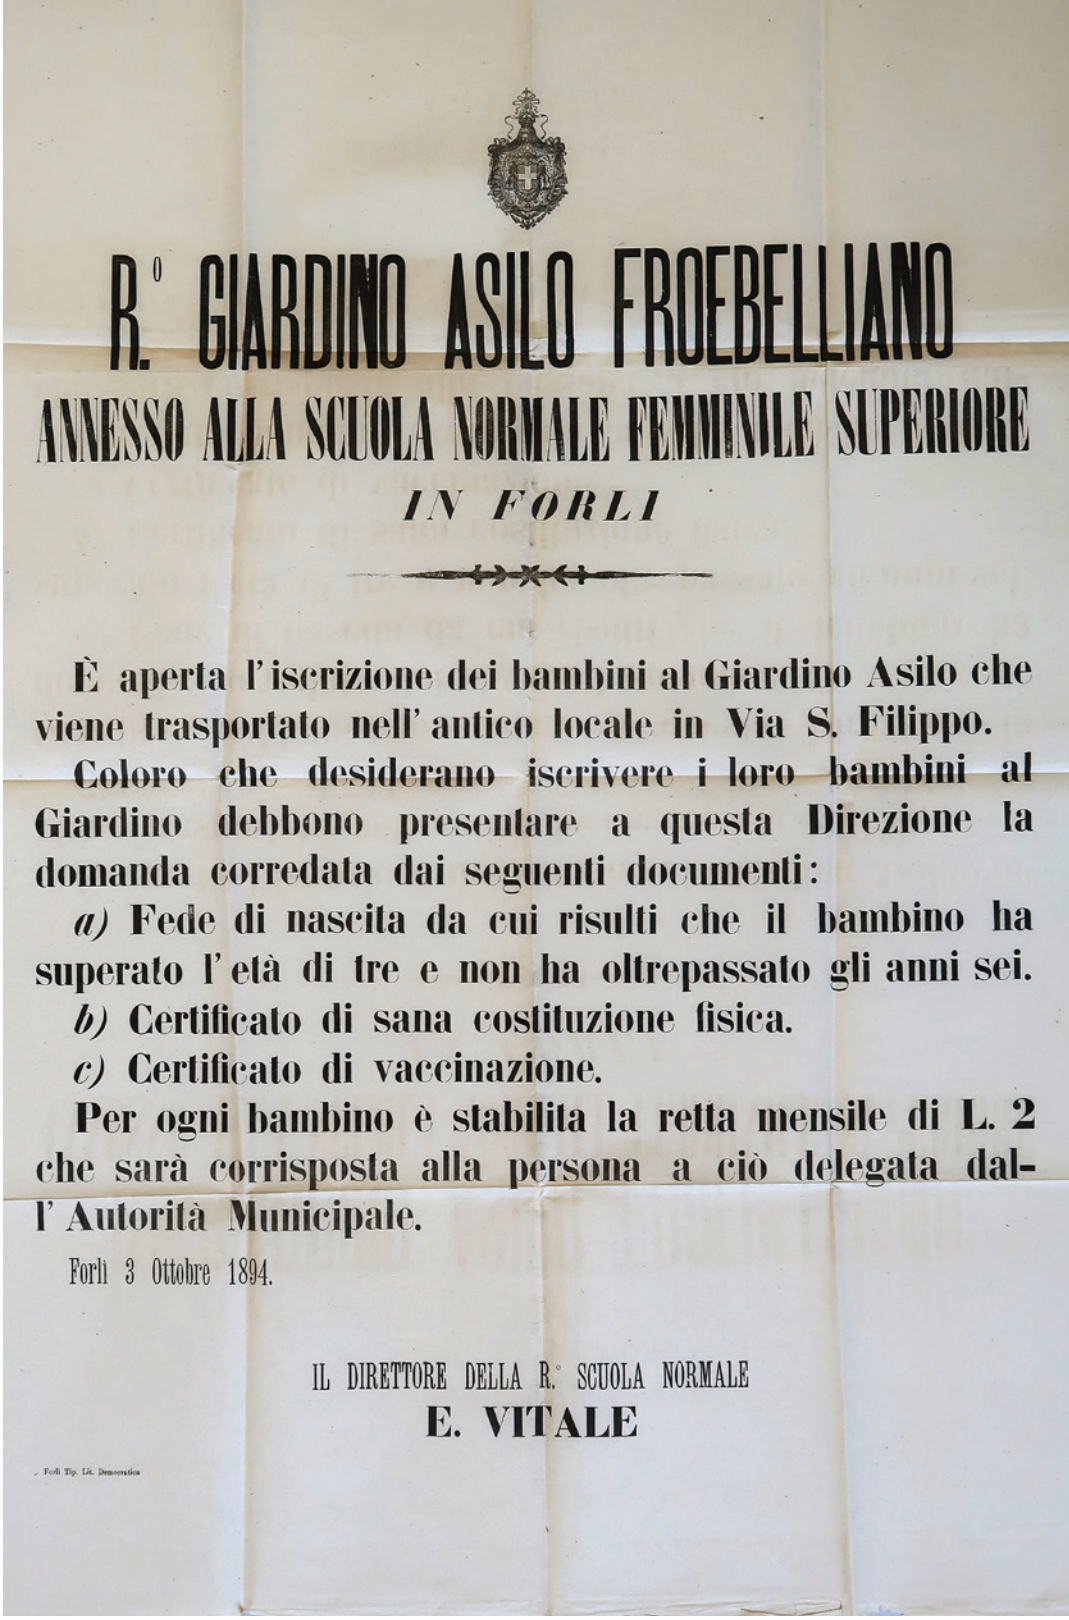 R.º GIARDINO ASILO FROEBELLIANO
ANNESSO ALLA SCUOLA NORMALE FEMMINILE SUPERIORE
IN FORLI
È aperta l'iscrizione dei bambini al Giardino Asilo che
viene trasportato nell' antico locale in Via S. Filippo.
Coloro che desiderano iscrivere i loro bambini al
Giardino debbono presentare a questa Direzione la
domanda corredata dai seguenti documenti:
a) Fede di nascita da cui risulti che il bambino ha
superato l' età di tre e non ha oltrepassato gli anni sei.
b) Certificato di sana costituzione fisica.
c) Certificato di vaccinazione.
Per ogni bambino è stabilita la retta mensile di L. 2
che sarà corrisposta alla persona a ciò delegata dal-
l' Autorità Municipale.
Forlì 3 Ottobre 1894.
IL DIRETTORE DELLA R.º SCUOLA NORMALE
E. VITALE
Forlì Tip. Lit. Democratica